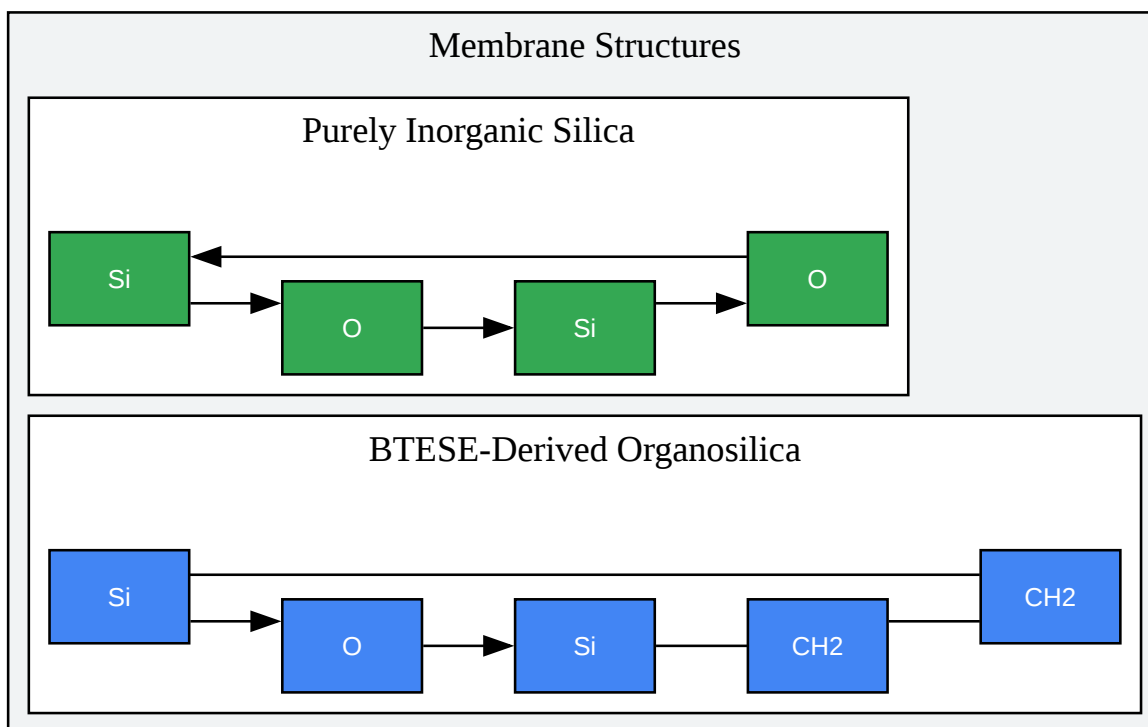 Membrane Structures
Purely Inorganic Silica
Si
O
Si
O
BTESE-Derived Organosilica
Si
O
Si
CH2
CH2